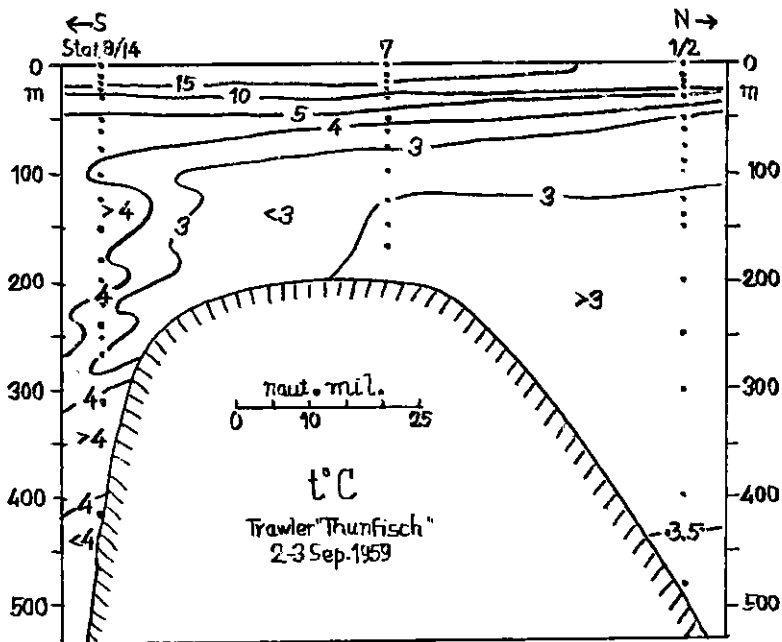 ←S N→
Stat 8/14 7 1/2
0 0
m 15 m
10
5
4
3
100 100
>4 3 <3 3
200 200
4 >3
300 naut. mil. 300
4
0 10 25
>4
t°C
400 400
4 Trawler "Thunfisch"
<4 2-3 Sep. 1959 3.5
500 500